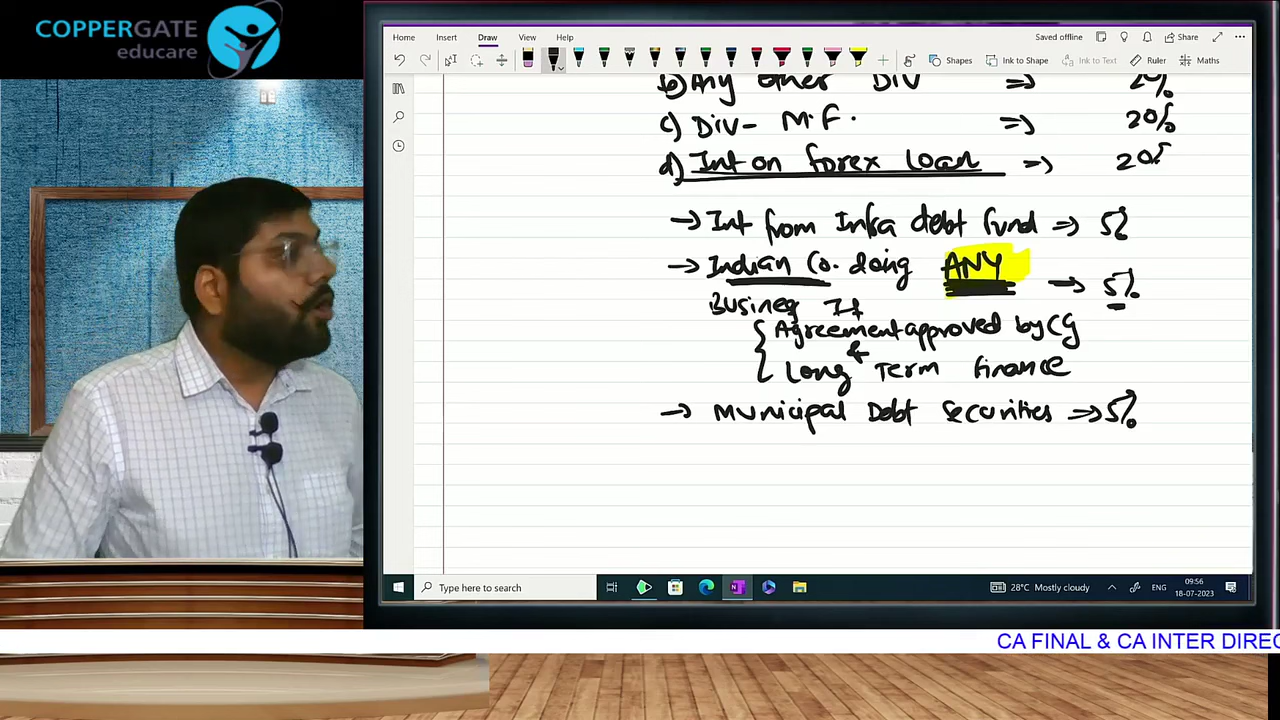 COPPERGATE
educare
Home Insert Draw View Help
Saved offline
Share
Shapes
Ink to Shape
Ink to Text
Ruler
Maths
b) Any other DIV ⇒ 20%
c) Div- M.F. ⇒ 20%
d) Int on forex Loan ⇒ 20%
→ Int from Infra debt fund ⇒ 5%
→ Indian Co. doing ANY → 5%
Business If
Agreement approved by CG
&
Long Term finance
→ Municipal Debt Securities ⇒ 5%
Type here to search
28°C Mostly cloudy
ENG
09:56
18-07-2023
CA FINAL & CA INTER DIREC